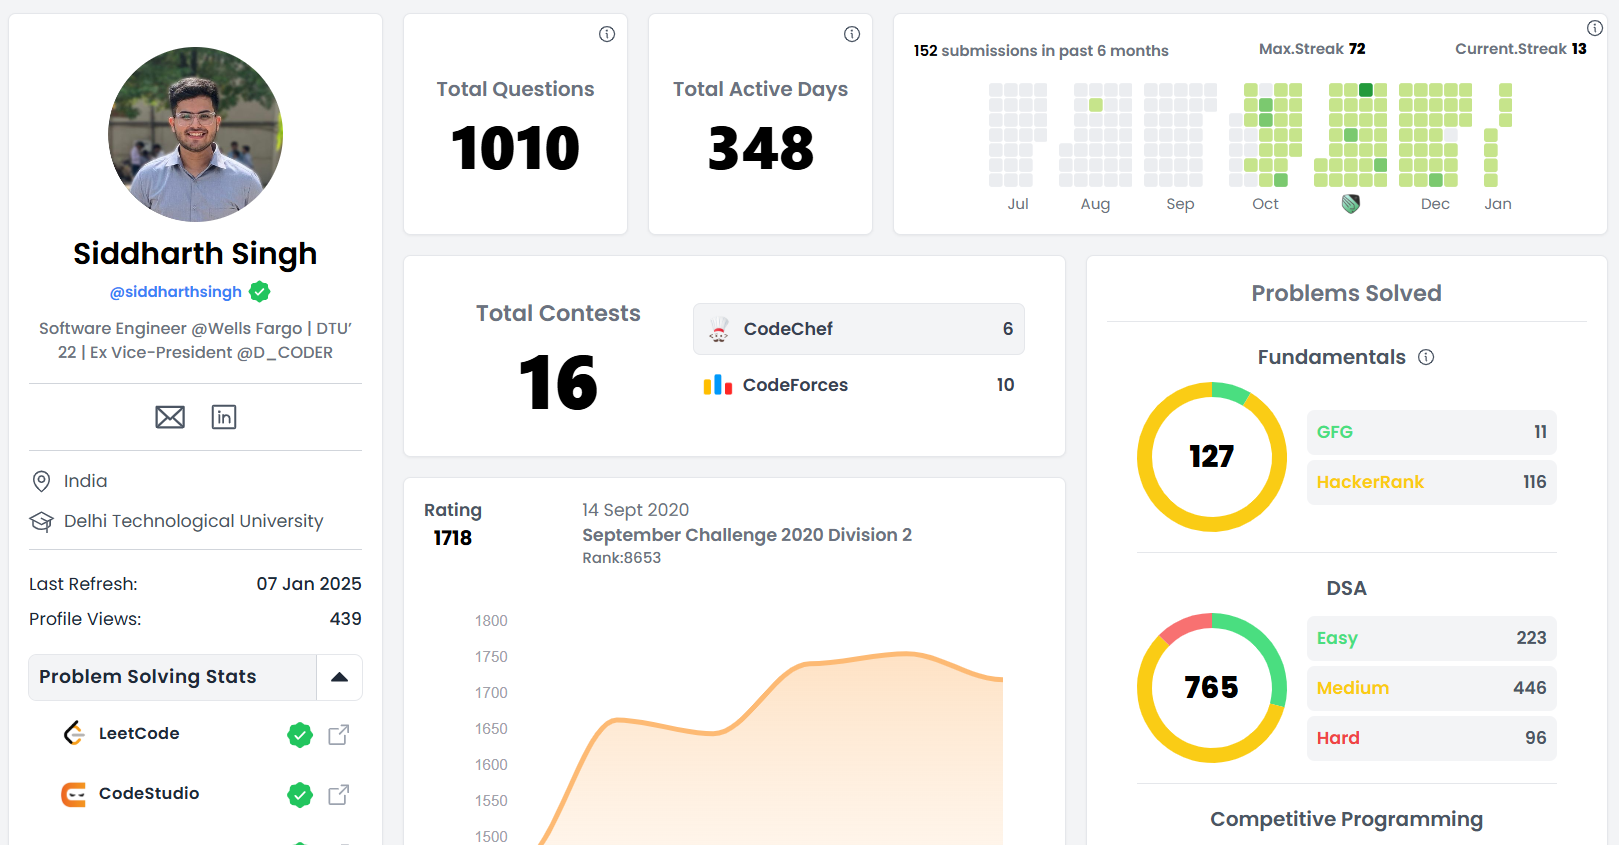 Siddharth Singh
@siddharthsingh
Software Engineer @Wells Fargo | DTU’
22 | Ex Vice-President @D_CODER
in
India
Delhi Technological University
Last Refresh: 07 Jan 2025
Profile Views: 439
Problem Solving Stats
LeetCode
CodeStudio
Total Questions
1010
Total Active Days
348
152 submissions in past 6 months Max.Streak 72 Current.Streak 13
Jul Aug Sep Oct Dec Jan
Total Contests
16
CodeChef 6
CodeForces 10
Rating
1718
14 Sept 2020
September Challenge 2020 Division 2
Rank:8653
1800
1750
1700
1650
1600
1550
1500
Problems Solved
Fundamentals
127
GFG 11
HackerRank 116
DSA
765
Easy 223
Medium 446
Hard 96
Competitive Programming